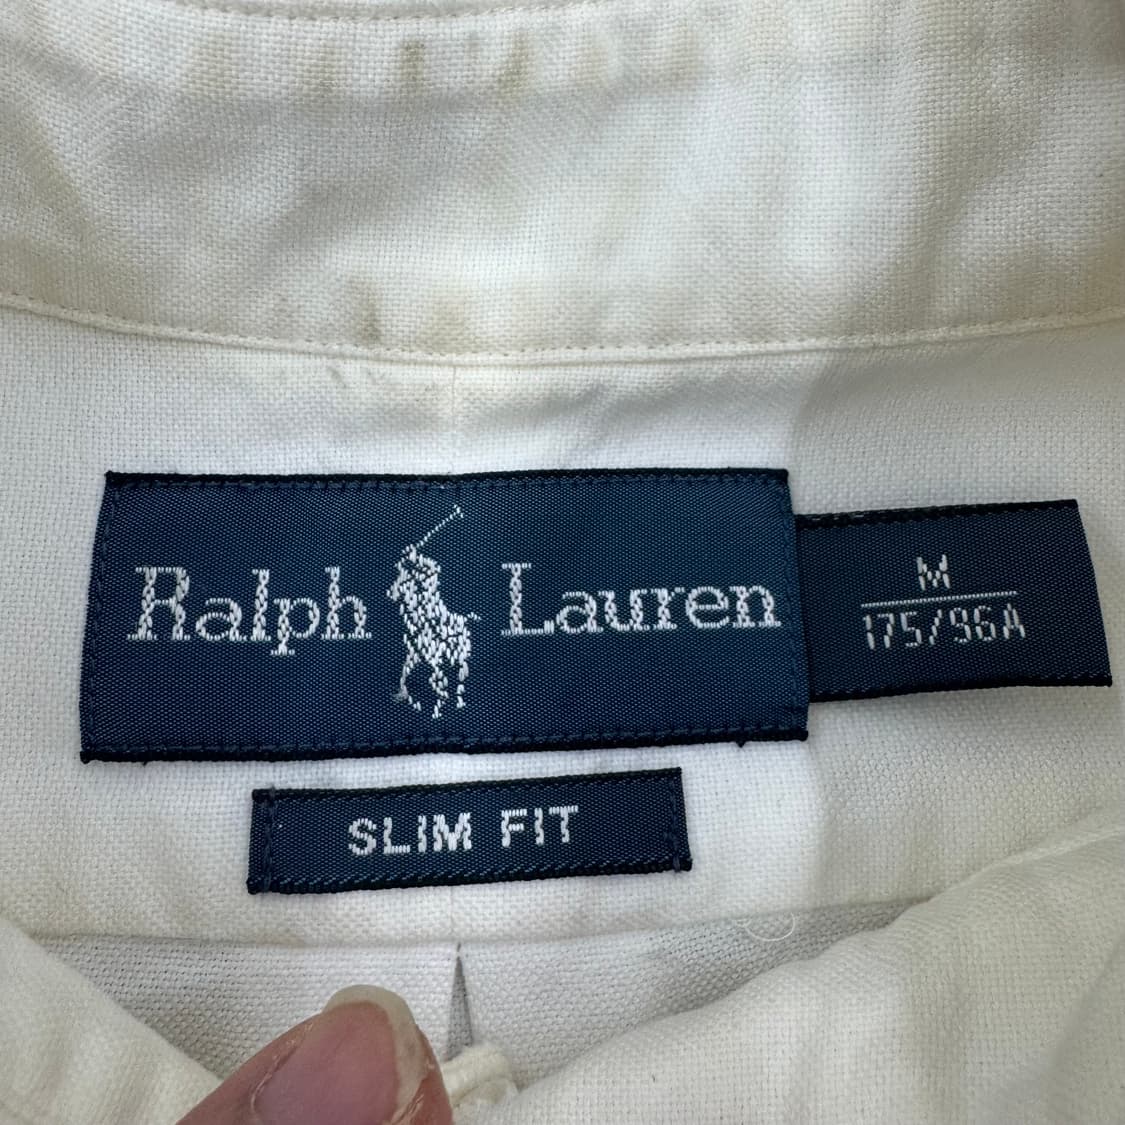 Ralph Lauren
M
175/96A
SLIM FIT